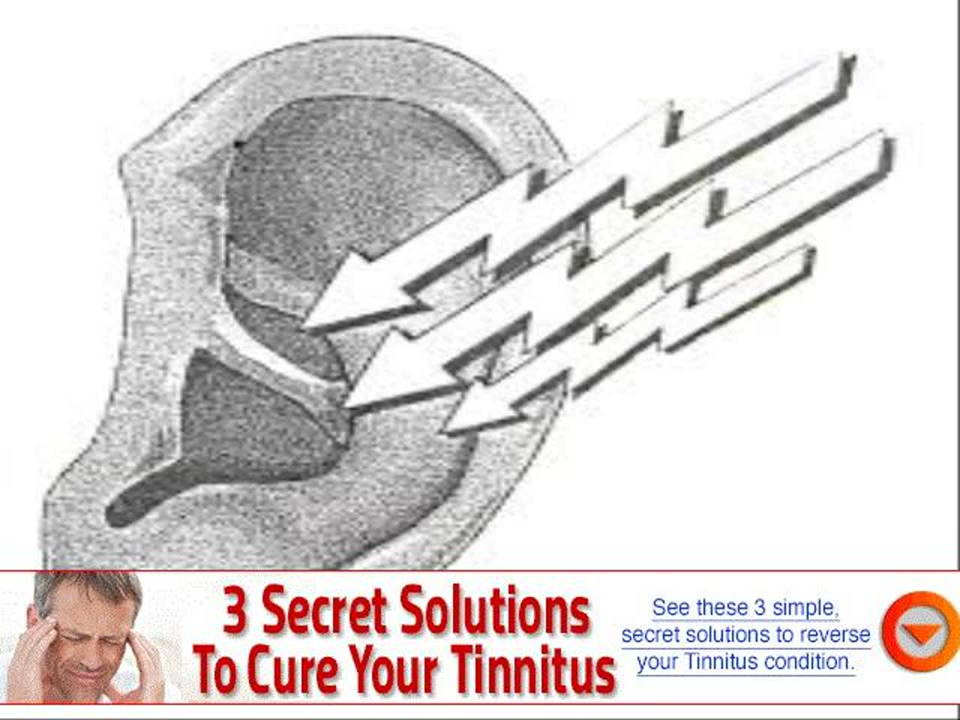 3 Secret Solutions
To Cure Your Tinnitus
See these 3 simple,
secret solutions to reverse
your Tinnitus condition.